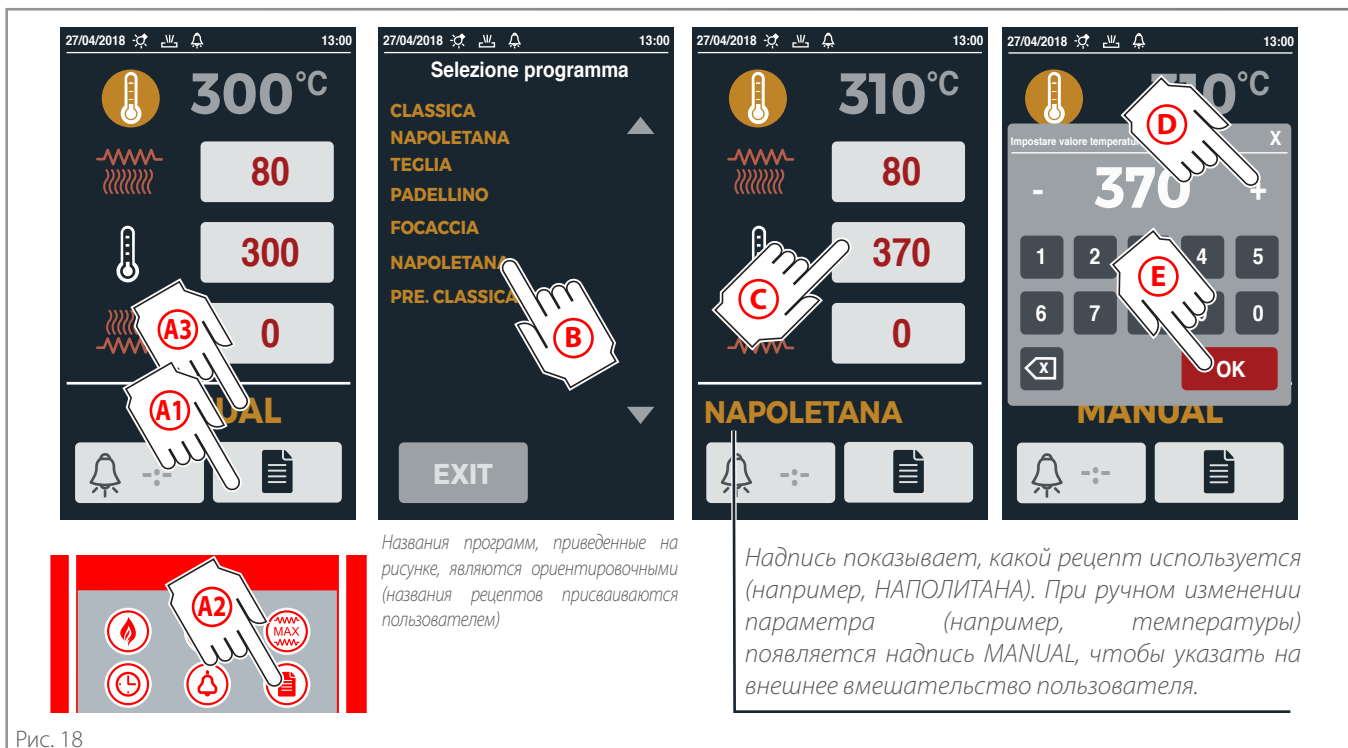 27/04/2018 13:00
300°C
80
300
A3
0
A1
UAL
-:-
27/04/2018 13:00
Selezione programma
CLASSICA
NAPOLETANA
TEGLIA
PADELLINO
FOCACCIA
NAPOLETANA
PRE. CLASSICA
B
EXIT
27/04/2018 13:00
310°C
80
370
C
0
NAPOLETANA
-:-
27/04/2018 13:00
310°C
D
Impostare valore temperatur X
- 370 +
1 2 4 5
E
6 7 0
X
OK
MANUAL
-:-
A2
MAX
Названия программ, приведенные на
рисунке, являются ориентировочными
(названия рецептов присваиваются
пользователем)
Надпись показывает, какой рецепт используется
(например, НАПОЛИТАНА). При ручном изменении
параметра (например, температуры)
появляется надпись MANUAL, чтобы указать на
внешнее вмешательство пользователя.
Рис. 18